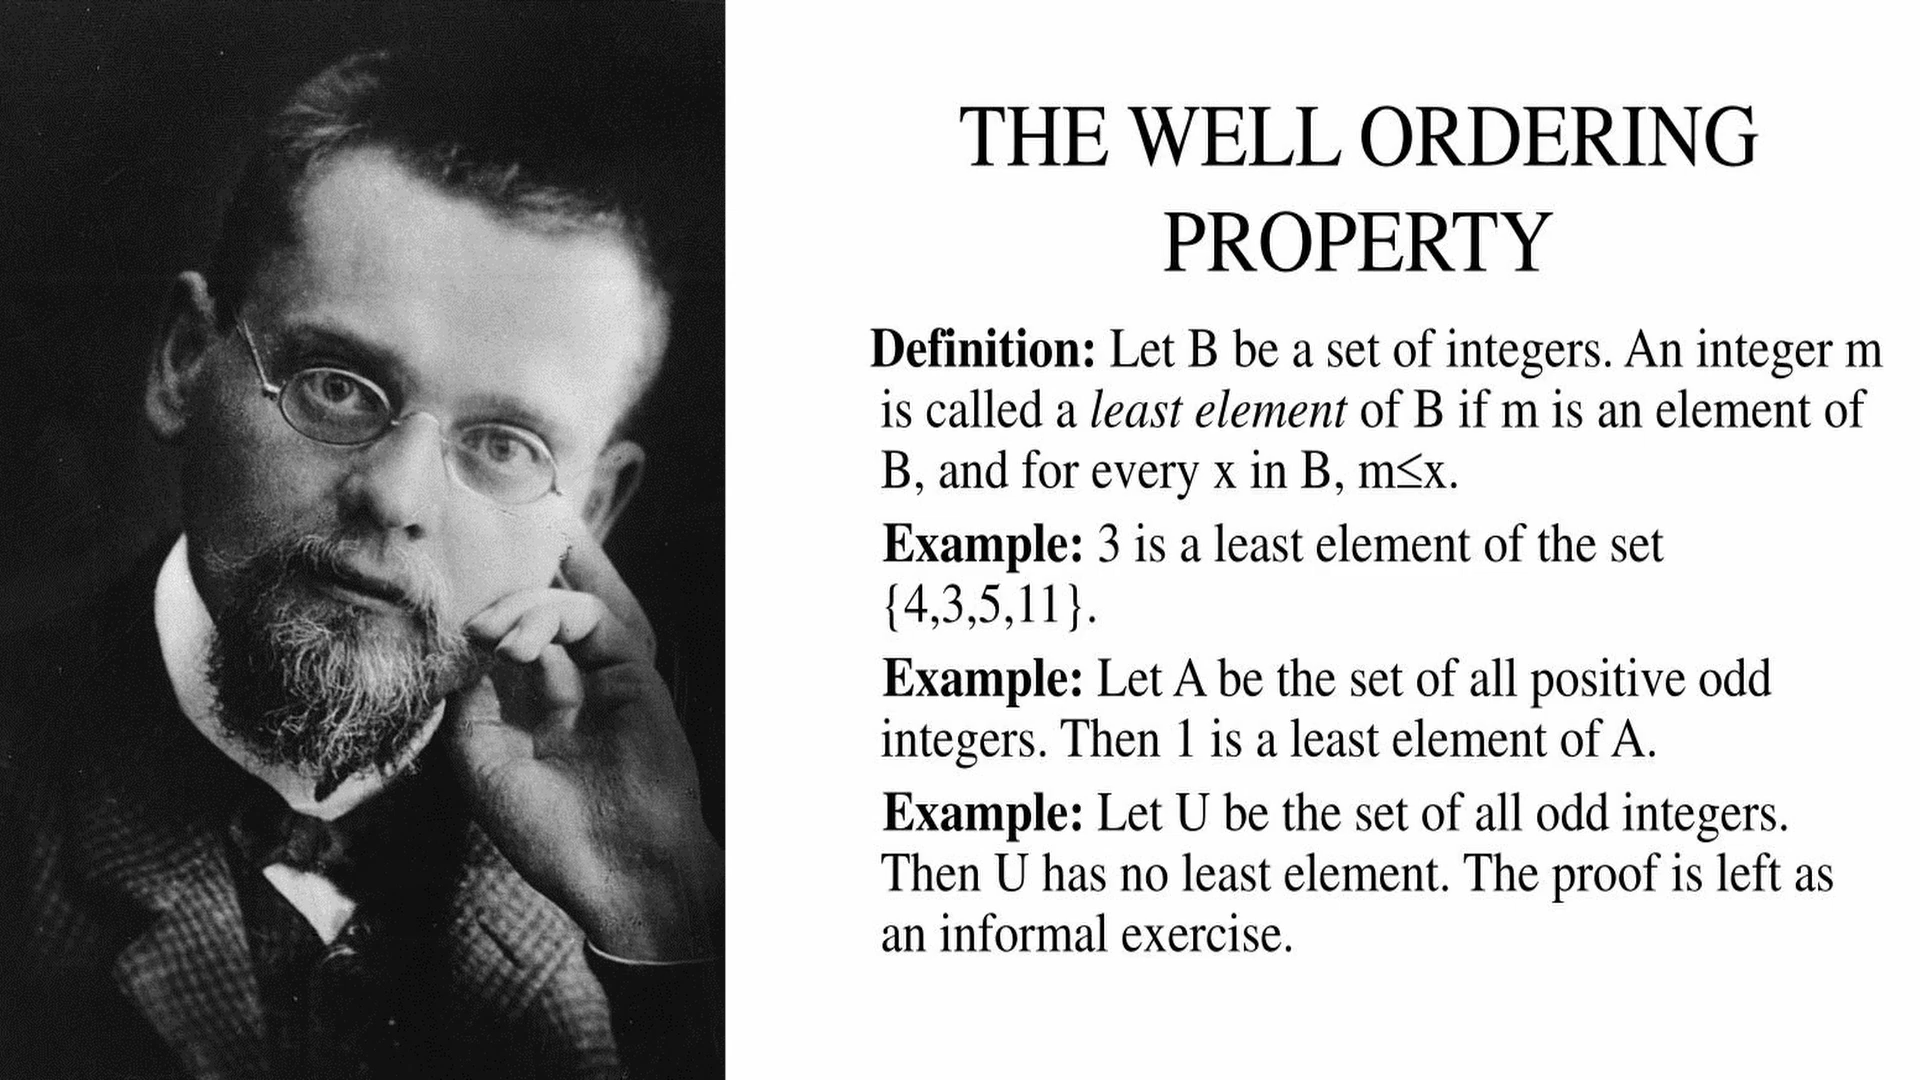 THE WELL ORDERING
PROPERTY
Definition: Let B be a set of integers. An integer m
is called a least element of B if m is an element of
B, and for every x in B, m≤x.
Example: 3 is a least element of the set
{4,3,5,11}.
Example: Let A be the set of all positive odd
integers. Then 1 is a least element of A.
Example: Let U be the set of all odd integers.
Then U has no least element. The proof is left as
an informal exercise.